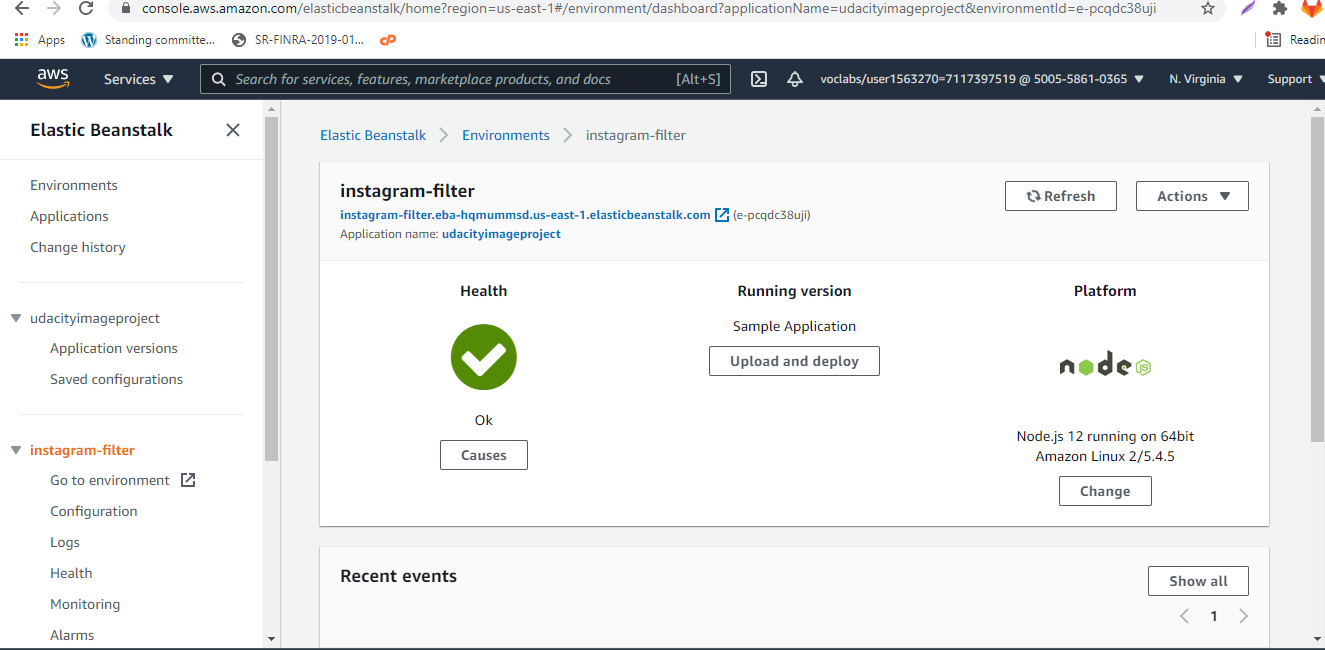 console.aws.amazon.com/elasticbeanstalk/home?region=us-east-1#/environment/dashboard?applicationName=udacityimageproject&environmentId=e-pcqdc38uji
Apps Standing committe... SR-FINRA-2019-01... Readin
aws Services Search for services, features, marketplace products, and docs [Alt+S] voclabs/user1563270=7117397519 @ 5005-5861-0365 N. Virginia Support
Elastic Beanstalk
Environments
Applications
Change history
udacityimageproject
Application versions
Saved configurations
instagram-filter
Go to environment
Configuration
Logs
Health
Monitoring
Alarms
Elastic Beanstalk Environments instagram-filter
instagram-filter
Refresh Actions
instagram-filter.eba-hqmummsd.us-east-1.elasticbeanstalk.com (e-pcqdc38uji)
Application name: udacityimageproject
Health
Ok
Causes
Running version
Sample Application
Upload and deploy
Platform
node JS
Node.js 12 running on 64bit
Amazon Linux 2/5.4.5
Change
Recent events
Show all
1